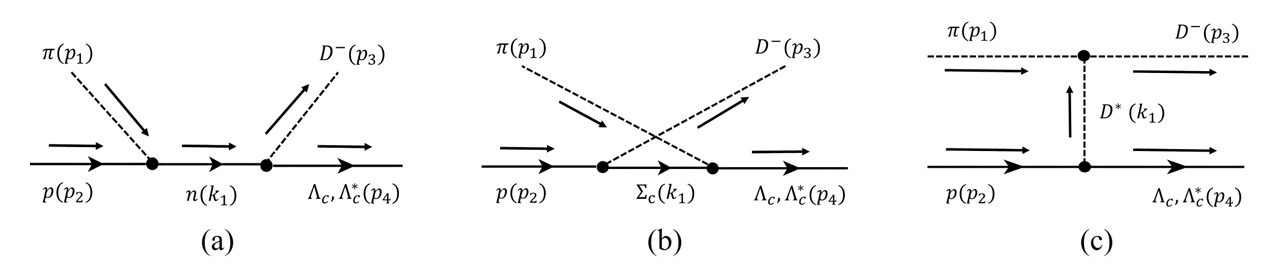 π(p₁) D⁻(p₃)
p(p₂) n(k₁) Λc, Λc*(p₄)
(a)
π(p₁) D⁻(p₃)
p(p₂) Σc(k₁) Λc, Λc*(p₄)
(b)
π(p₁) D⁻(p₃)
D* (k₁)
p(p₂) Λc, Λc*(p₄)
(c)